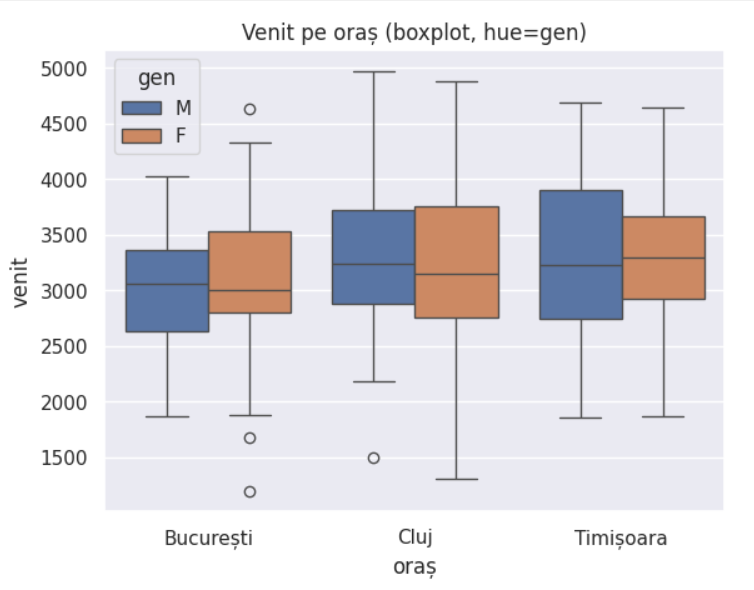 Venit pe oraș (boxplot, hue=gen)
gen
M
F
5000
4500
4000
3500
3000
2500
2000
1500
venit
București
Cluj
Timișoara
oraș